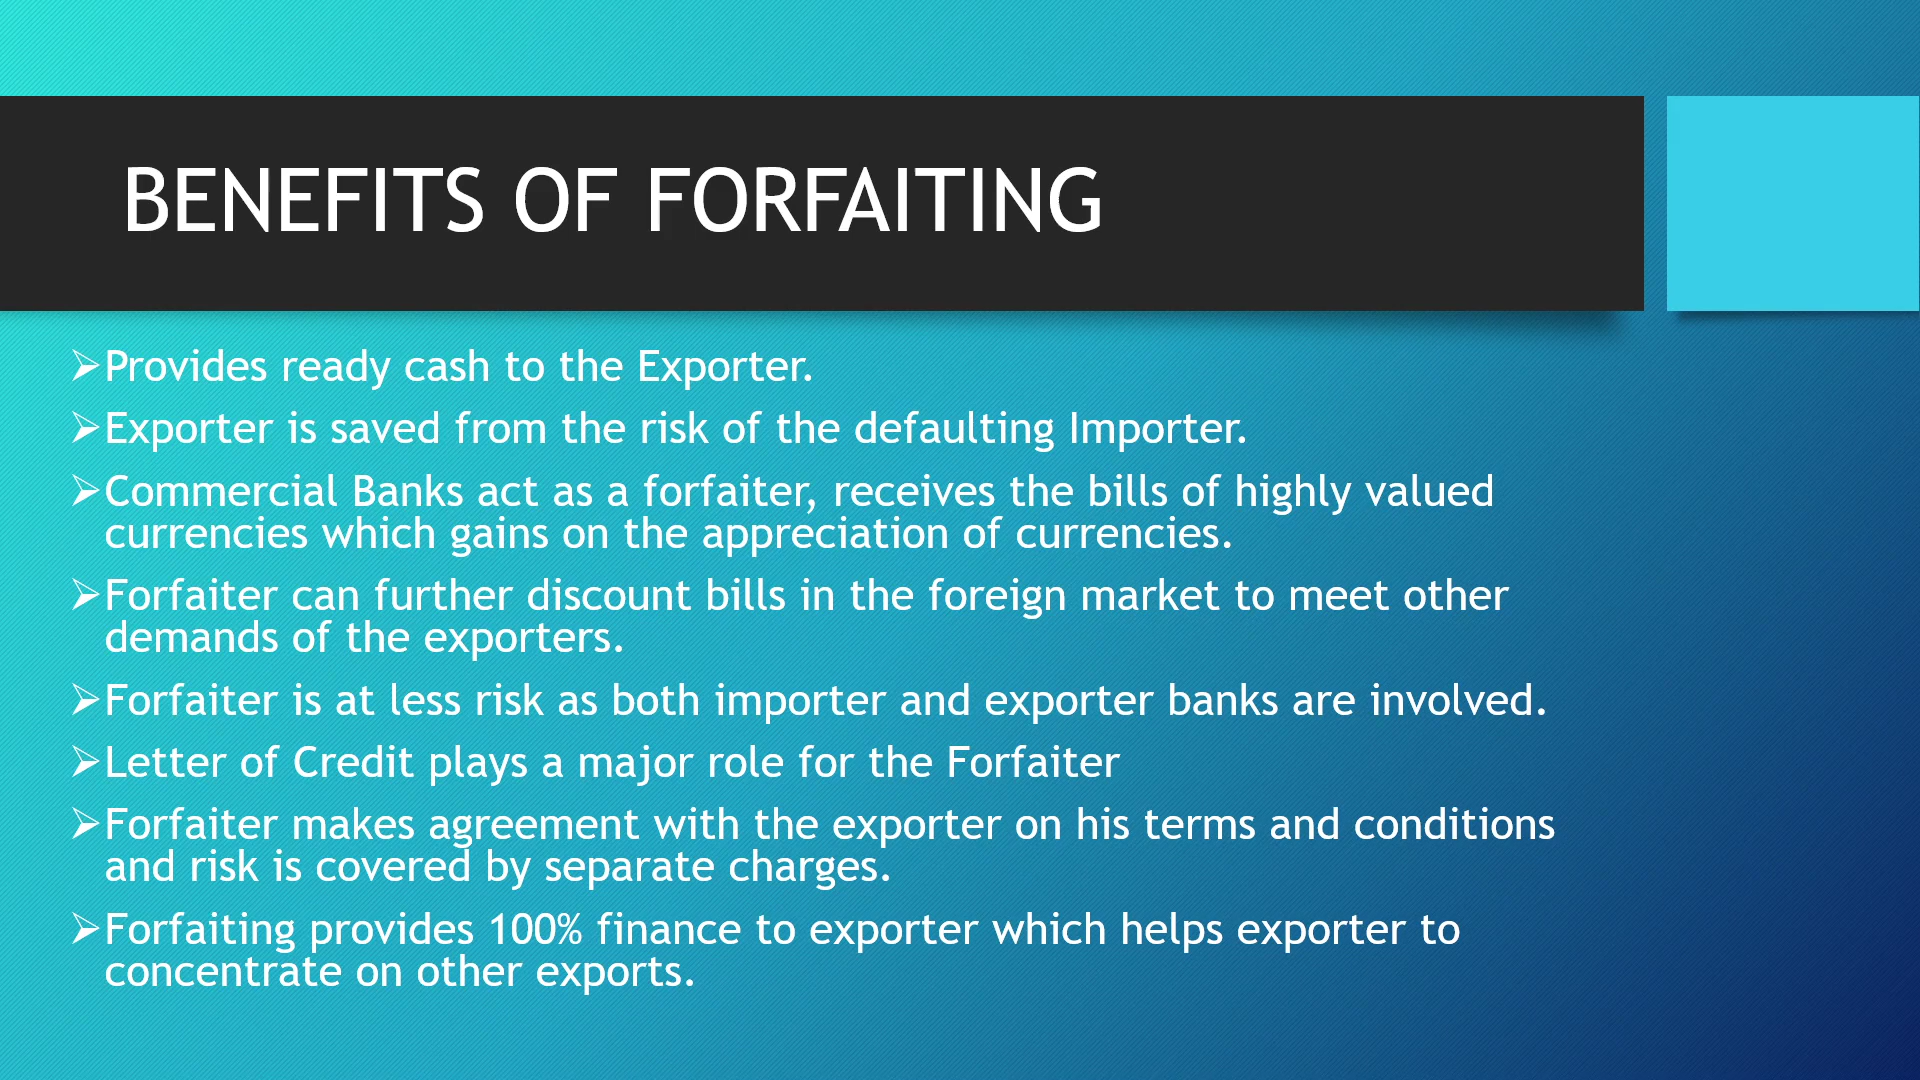 BENEFITS OF FORFAITING
➢Provides ready cash to the Exporter.
➢Exporter is saved from the risk of the defaulting Importer.
➢Commercial Banks act as a forfaiter, receives the bills of highly valued
currencies which gains on the appreciation of currencies.
➢Forfaiter can further discount bills in the foreign market to meet other
demands of the exporters.
➢Forfaiter is at less risk as both importer and exporter banks are involved.
➢Letter of Credit plays a major role for the Forfaiter
➢Forfaiter makes agreement with the exporter on his terms and conditions
and risk is covered by separate charges.
➢Forfaiting provides 100% finance to exporter which helps exporter to
concentrate on other exports.